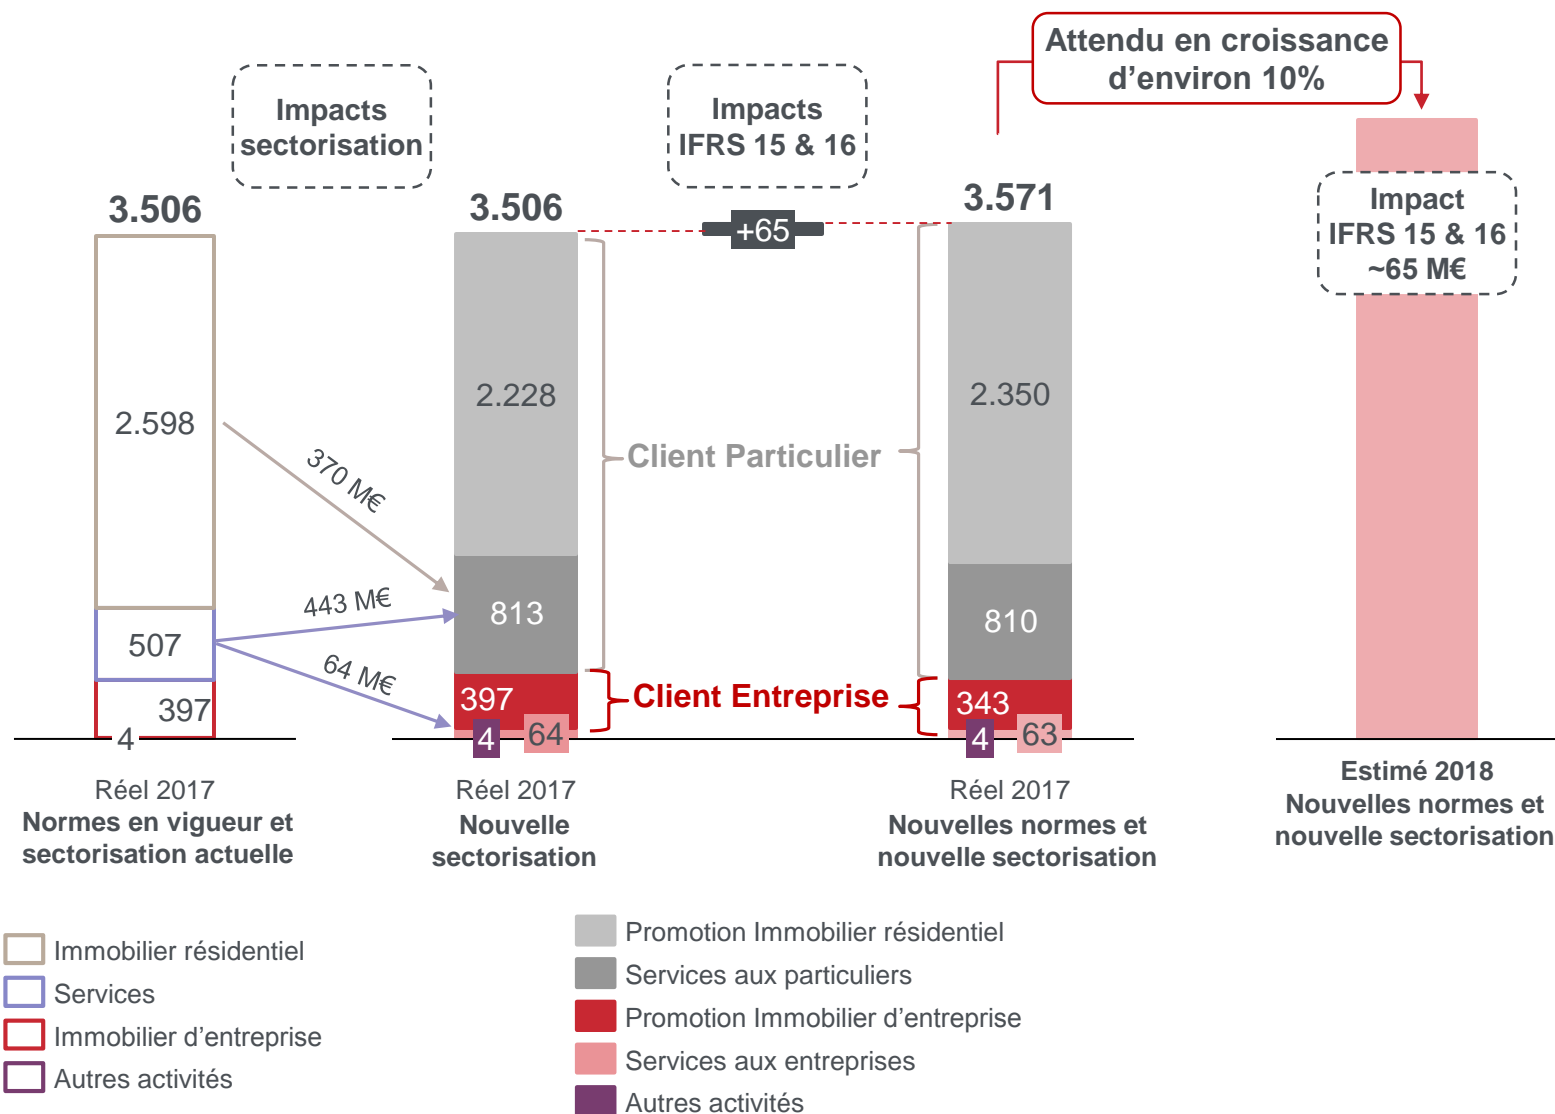 Attendu en croissance
d’environ 10%
Impacts
sectorisation
Impacts
IFRS 15 & 16
Impact
IFRS 15 & 16
~65 M€
3.506
3.506
+65
3.571
2.598
2.228
2.350
Client Particulier
370 M€
443 M€
64 M€
507
813
810
397
397
Client Entreprise
343
4
4
64
4
63
Réel 2017
Normes en vigueur et
sectorisation actuelle
Réel 2017
Nouvelle
sectorisation
Réel 2017
Nouvelles normes et
nouvelle sectorisation
Estimé 2018
Nouvelles normes et
nouvelle sectorisation
Immobilier résidentiel
Services
Immobilier d’entreprise
Autres activités
Promotion Immobilier résidentiel
Services aux particuliers
Promotion Immobilier d’entreprise
Services aux entreprises
Autres activités